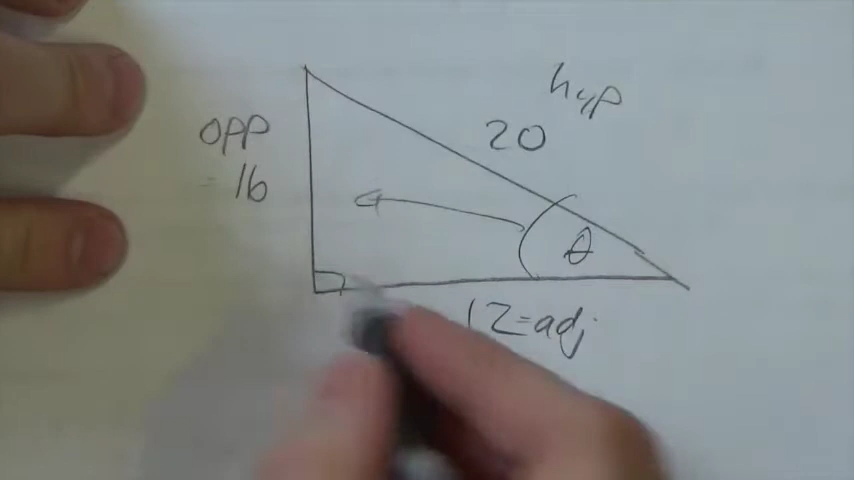 hyp
20
opp
= 16
θ
12=adj